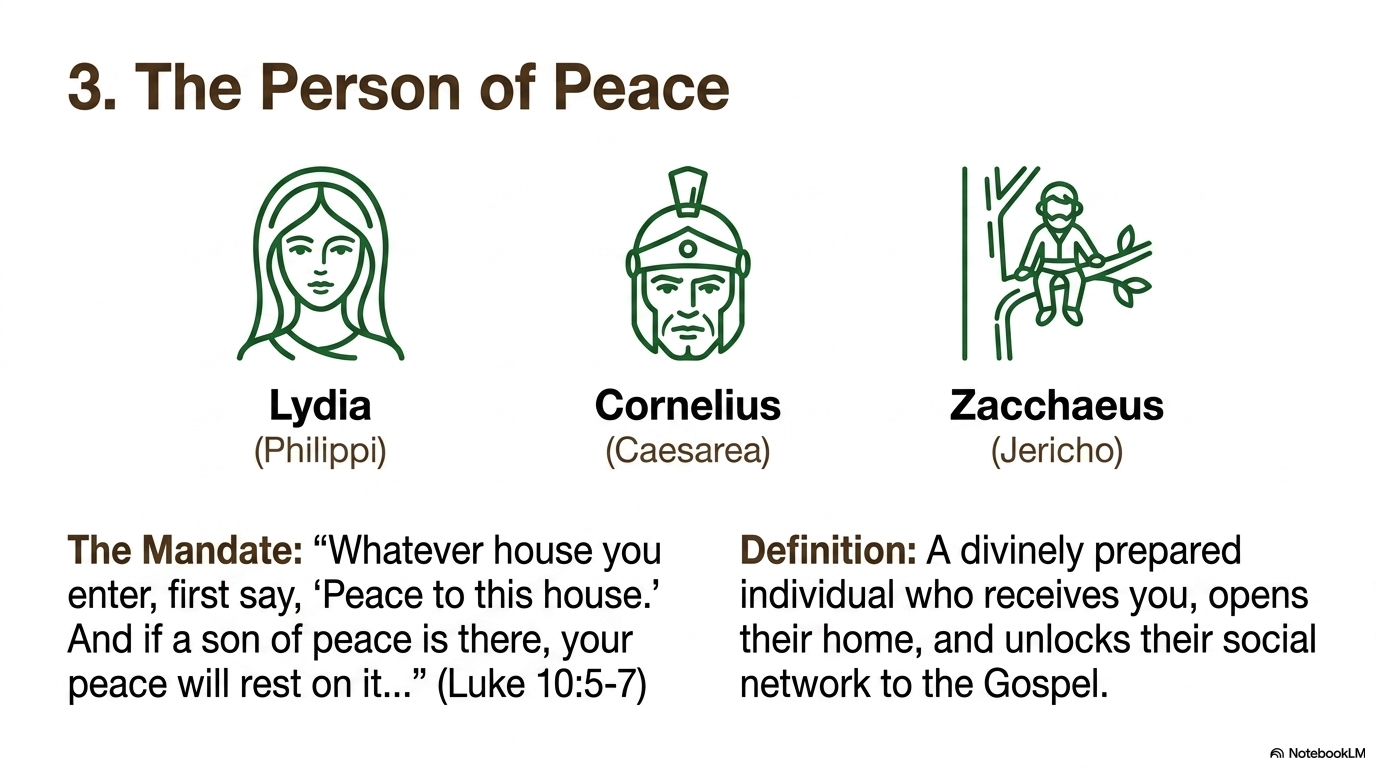 3. The Person of Peace
Lydia
(Philippi)
Cornelius
(Caesarea)
Zacchaeus
(Jericho)
The Mandate: “Whatever house you
enter, first say, ‘Peace to this house.’
And if a son of peace is there, your
peace will rest on it...” (Luke 10:5-7)
Definition: A divinely prepared
individual who receives you, opens
their home, and unlocks their social
network to the Gospel.
NotebookLM